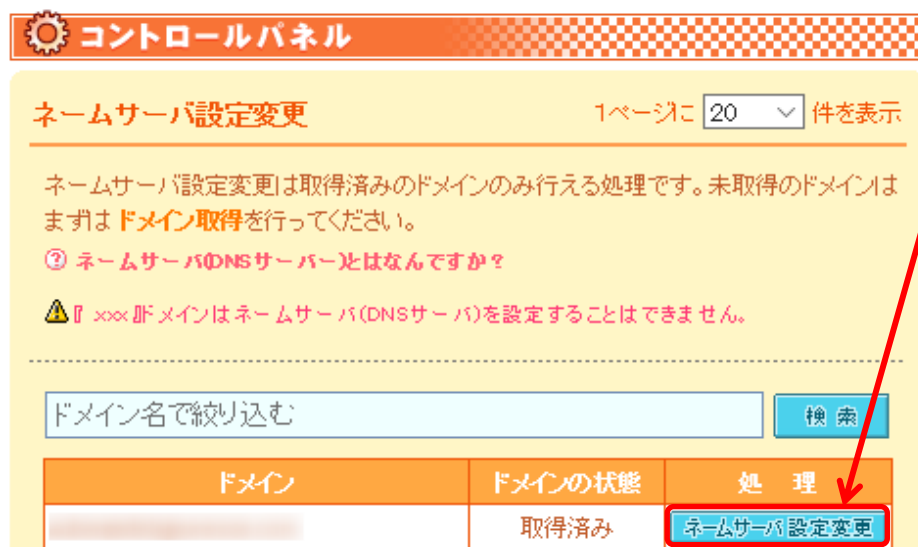 コントロールパネル
ネームサーバ設定変更
1ページに 20 件を表示
ネームサーバ設定変更は取得済みのドメインのみ行える処理です。未取得のドメインは
まずは ドメイン取得を行ってください。
? ネームサーバ(DNSサーバー)とはなんですか？
『 xxx 』ドメインはネームサーバ(DNSサーバ)を設定することはできません。
ドメイン名で絞り込む 検 索
ドメイン ドメインの状態 処 理
取得済み ネームサーバ設定変更